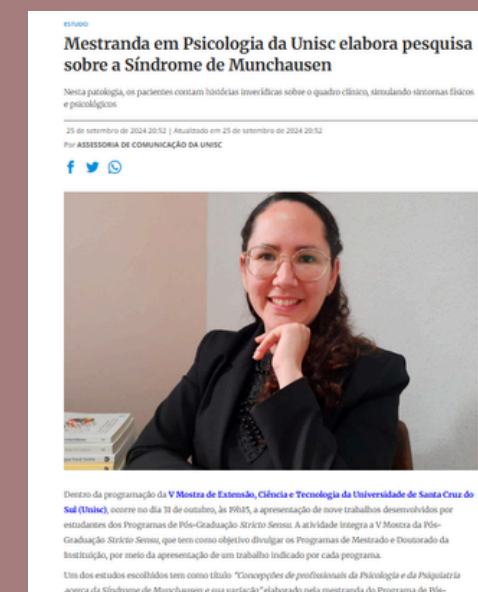 ESTUDO
Mestranda em Psicologia da Unisc elabora pesquisa
sobre a Síndrome de Munchausen
Nesta patologia, os pacientes contam histórias inverídicas sobre o quadro clínico, simulando sintomas físicos
e psicológicos
25 de setembro de 2024 20:52 | Atualizado em 25 de setembro de 2024 20:52
Por ASSESSORIA DE COMUNICAÇÃO DA UNISC
Dentro da programação da V Mostra de Extensão, Ciência e Tecnologia da Universidade de Santa Cruz do
Sul (Unisc), ocorre no dia 31 de outubro, às 19h15, a apresentação de nove trabalhos desenvolvidos por
estudantes dos Programas de Pós-Graduação Stricto Sensu. A atividade integra a V Mostra da Pós-
Graduação Stricto Sensu, que tem como objetivo divulgar os Programas de Mestrado e Doutorado da
Instituição, por meio da apresentação de um trabalho indicado por cada programa.
Um dos estudos escolhidos tem como título "Concepções de profissionais da Psicologia e da Psiquiatria
acerca da Síndrome de Munchausen e sua variação" elaborado pela mestranda do Programa de Pós-